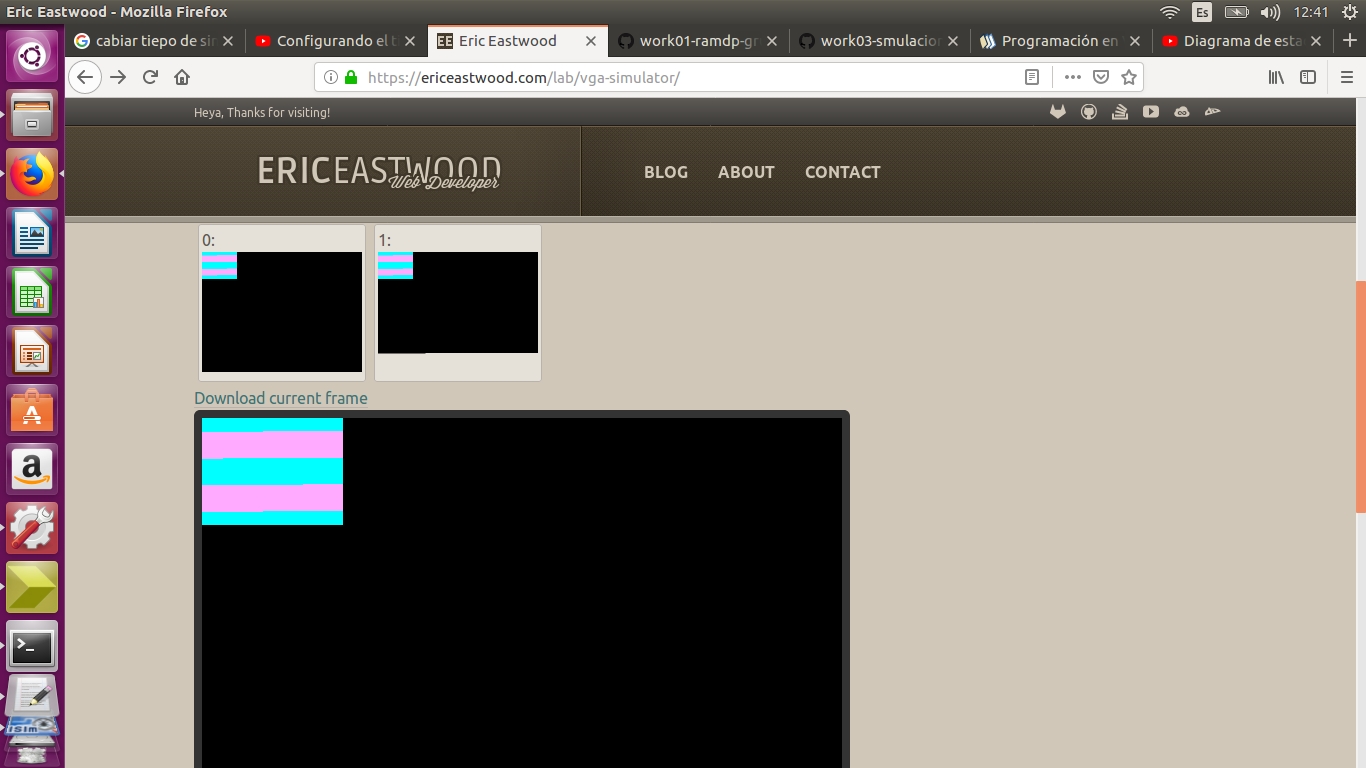 Eric Eastwood - Mozilla Firefox
Es
12:41
cabiar tiepo de sir
Configurando el t
Eric Eastwood
work01-ramdp-gr
work03-smulacior
Programación en
Diagrama de esta
https://ericeastwood.com/lab/vga-simulator/
Heya, Thanks for visiting!
ERICEASTWOOD
Web Developer
BLOG
ABOUT
CONTACT
0:
1:
Download current frame
EE
a
>_
ISIM